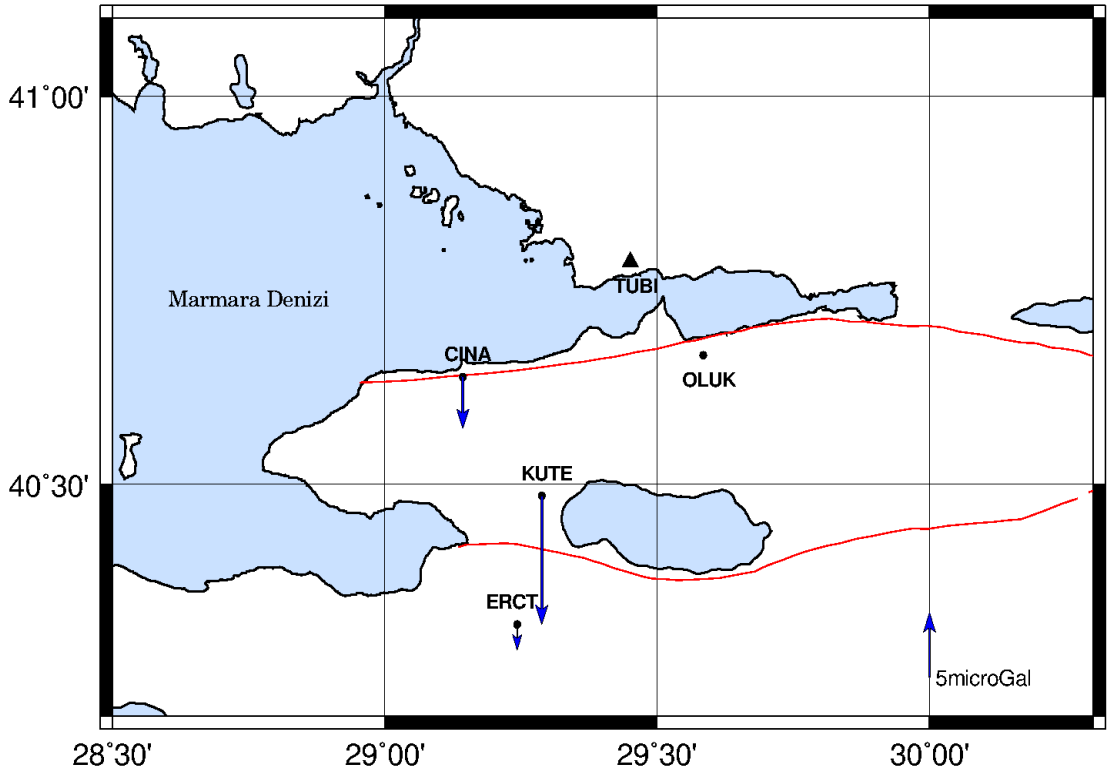 41°00'
TUBI
Marmara Denizi
CINA
OLUK
KUTE
40°30'
ERCT
5microGal
28°30'
29°00'
29°30'
30°00'